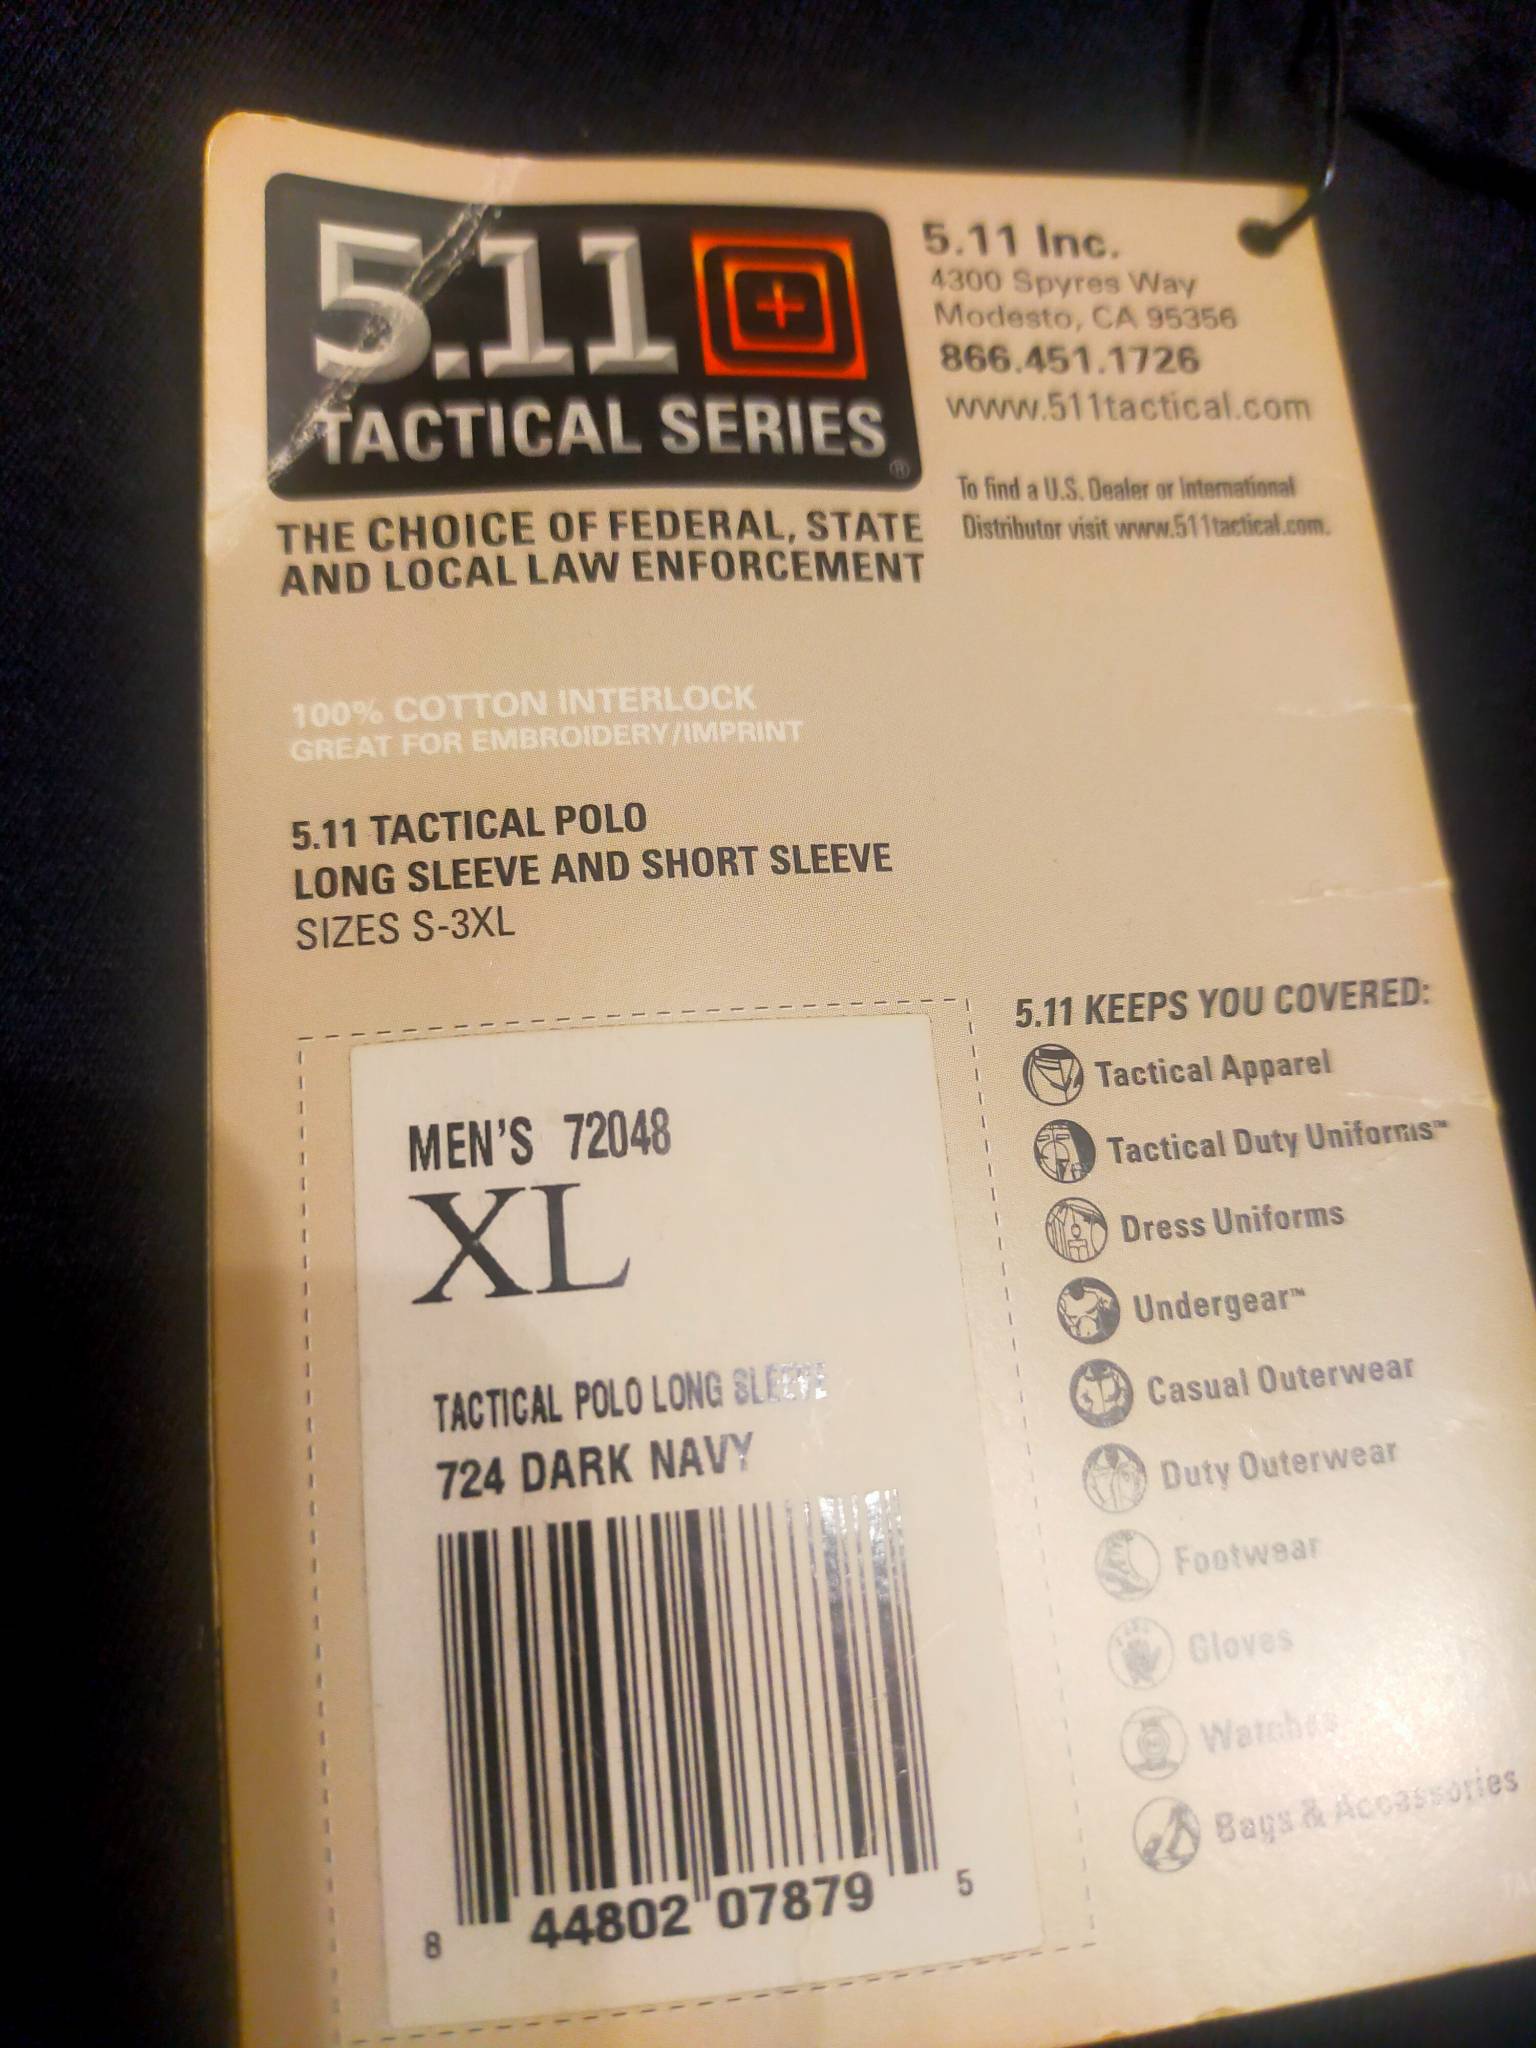 5.11
TACTICAL SERIES®
THE CHOICE OF FEDERAL, STATE
AND LOCAL LAW ENFORCEMENT
5.11 Inc.
4300 Spyres Way
Modesto, CA 95356
866.451.1726
www.511tactical.com
To find a U.S. Dealer or International
Distributor visit www.511tactical.com.
100% COTTON INTERLOCK
GREAT FOR EMBROIDERY/IMPRINT
5.11 TACTICAL POLO
LONG SLEEVE AND SHORT SLEEVE
SIZES S-3XL
MEN'S 72048
XL
TACTICAL POLO LONG SLEEVE
724 DARK NAVY
8 44802 07879 5
5.11 KEEPS YOU COVERED:
Tactical Apparel
Tactical Duty Uniforms™
Dress Uniforms
Undergear™
Casual Outerwear
Duty Outerwear
Footwear
Gloves
Watches
Bags & Accessories